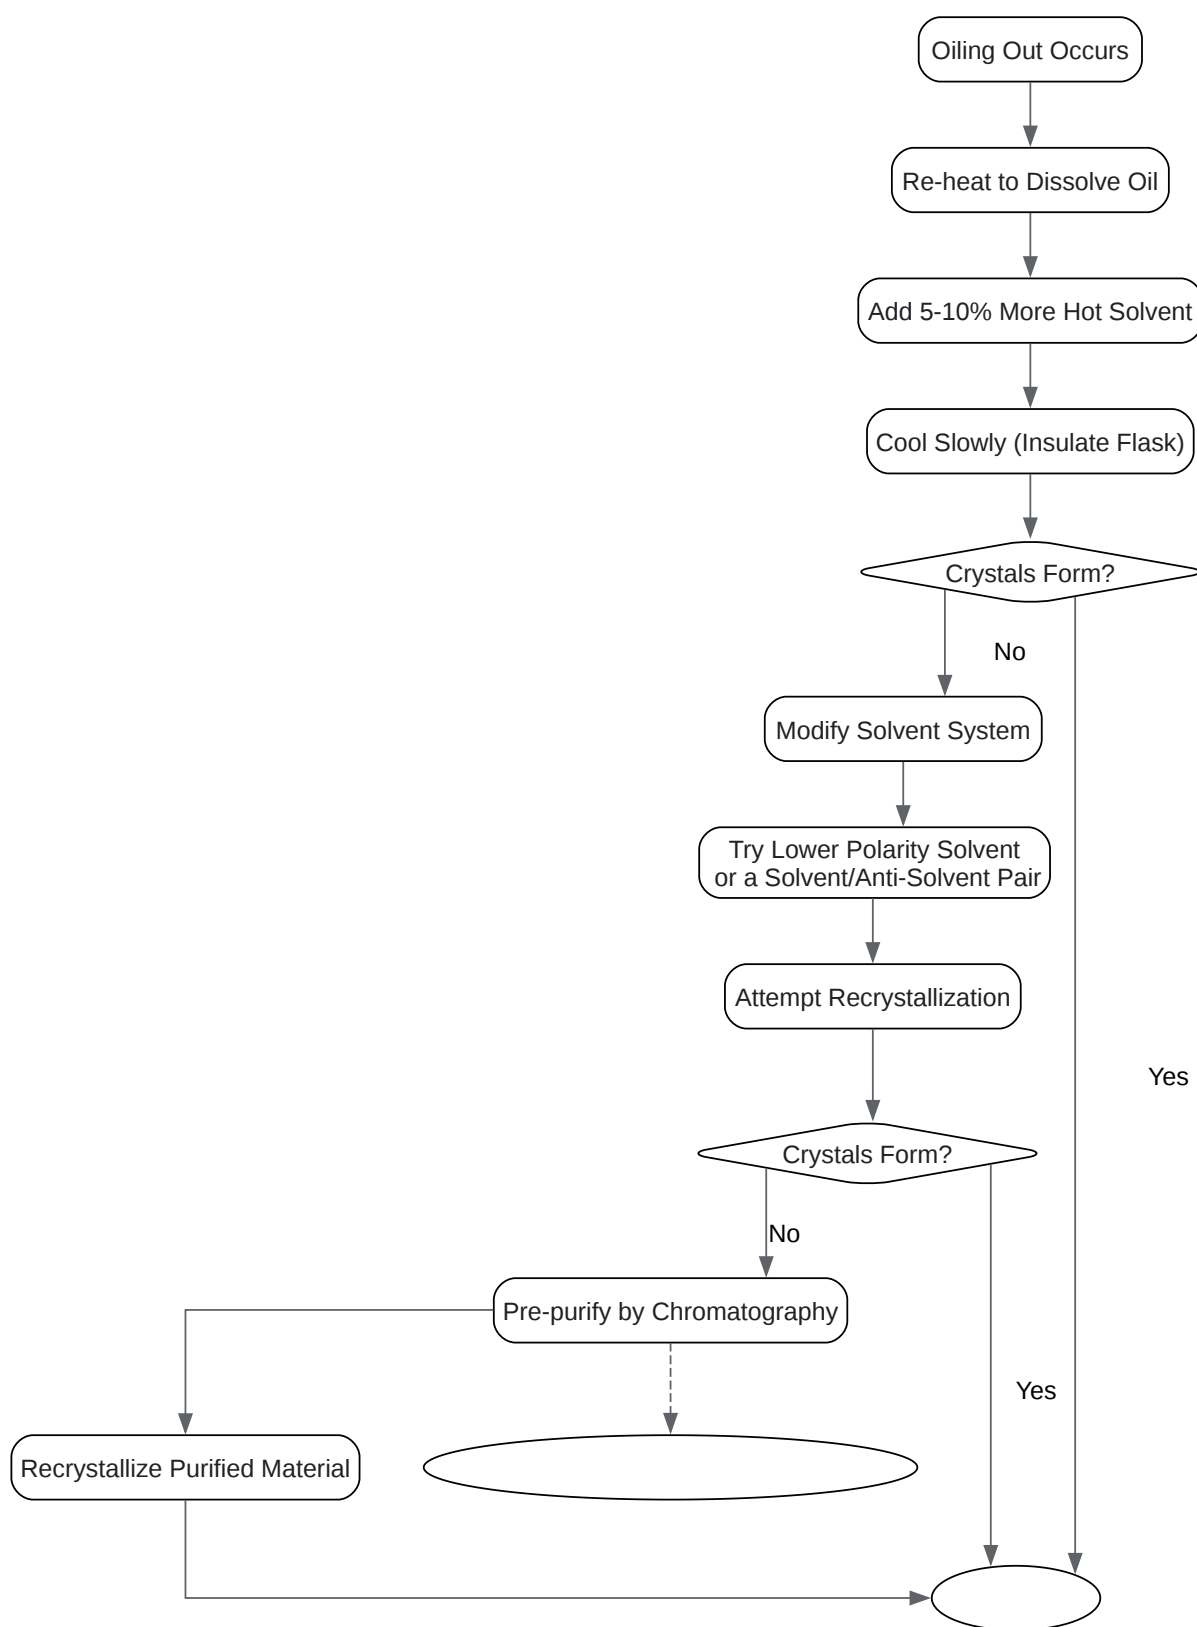 Oiling Out Occurs
Re-heat to Dissolve Oil
Add 5-10% More Hot Solvent
Cool Slowly (Insulate Flask)
Crystals Form?
No
Modify Solvent System
Try Lower Polarity Solvent
or a Solvent/Anti-Solvent Pair
Attempt Recrystallization
Yes
Crystals Form?
No
Pre-purify by Chromatography
Yes
Recrystallize Purified Material